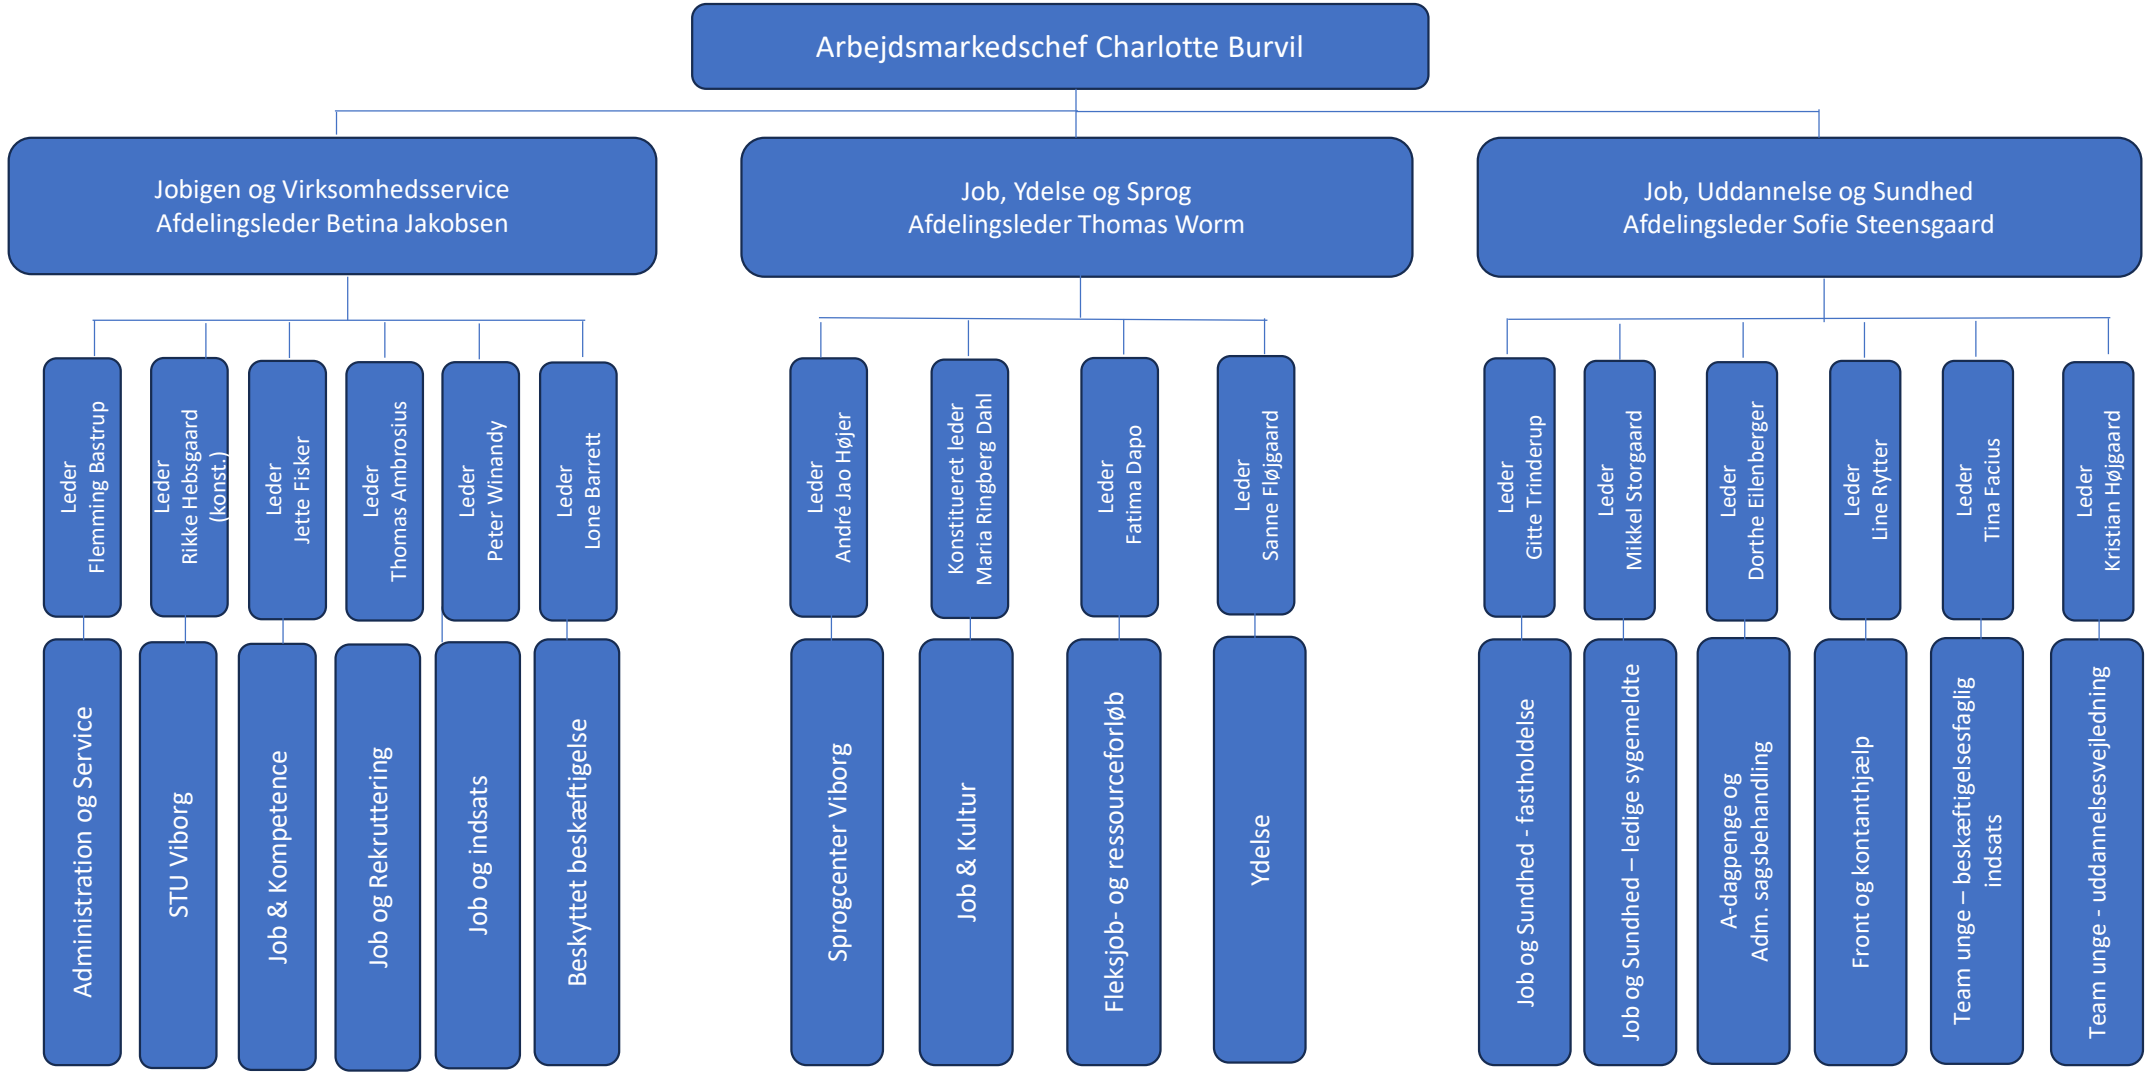 Arbejdsmarkedschef Charlotte Burvil
Jobigen og Virksomhedsservice
Afdelingsleder Betina Jakobsen
Job, Ydelse og Sprog
Afdelingsleder Thomas Worm
Job, Uddannelse og Sundhed
Afdelingsleder Sofie Steensgaard
Leder
Flemming Bastrup
Leder
Rikke Hebsgaard
(konst.)
Leder
Jette Fisker
Leder
Thomas Ambrosius
Leder
Peter Winandy
Leder
Lone Barrett
Leder
André Jao Højer
Konstitueret leder
Maria Ringberg Dahl
Leder
Fatima Dapo
Leder
Sanne Fløjgaard
Leder
Gitte Trinderup
Leder
Mikkel Storgaard
Leder
Dorthe Eilenberger
Leder
Line Rytter
Leder
Tina Facius
Leder
Kristian Højgaard
Administration og Service
STU Viborg
Job & Kompetence
Job og Rekruttering
Job og indsats
Beskyttet beskæftigelse
Sprogcenter Viborg
Job & Kultur
Fleksjob- og ressourceforløb
Ydelse
Job og Sundhed - fastholdelse
Job og Sundhed – ledige sygemeldte
A-dagpenge og
Adm. sagsbehandling
Front og kontanthjælp
Team unge – beskæftigelsesfaglig
indsats
Team unge - uddannelsesvejledning